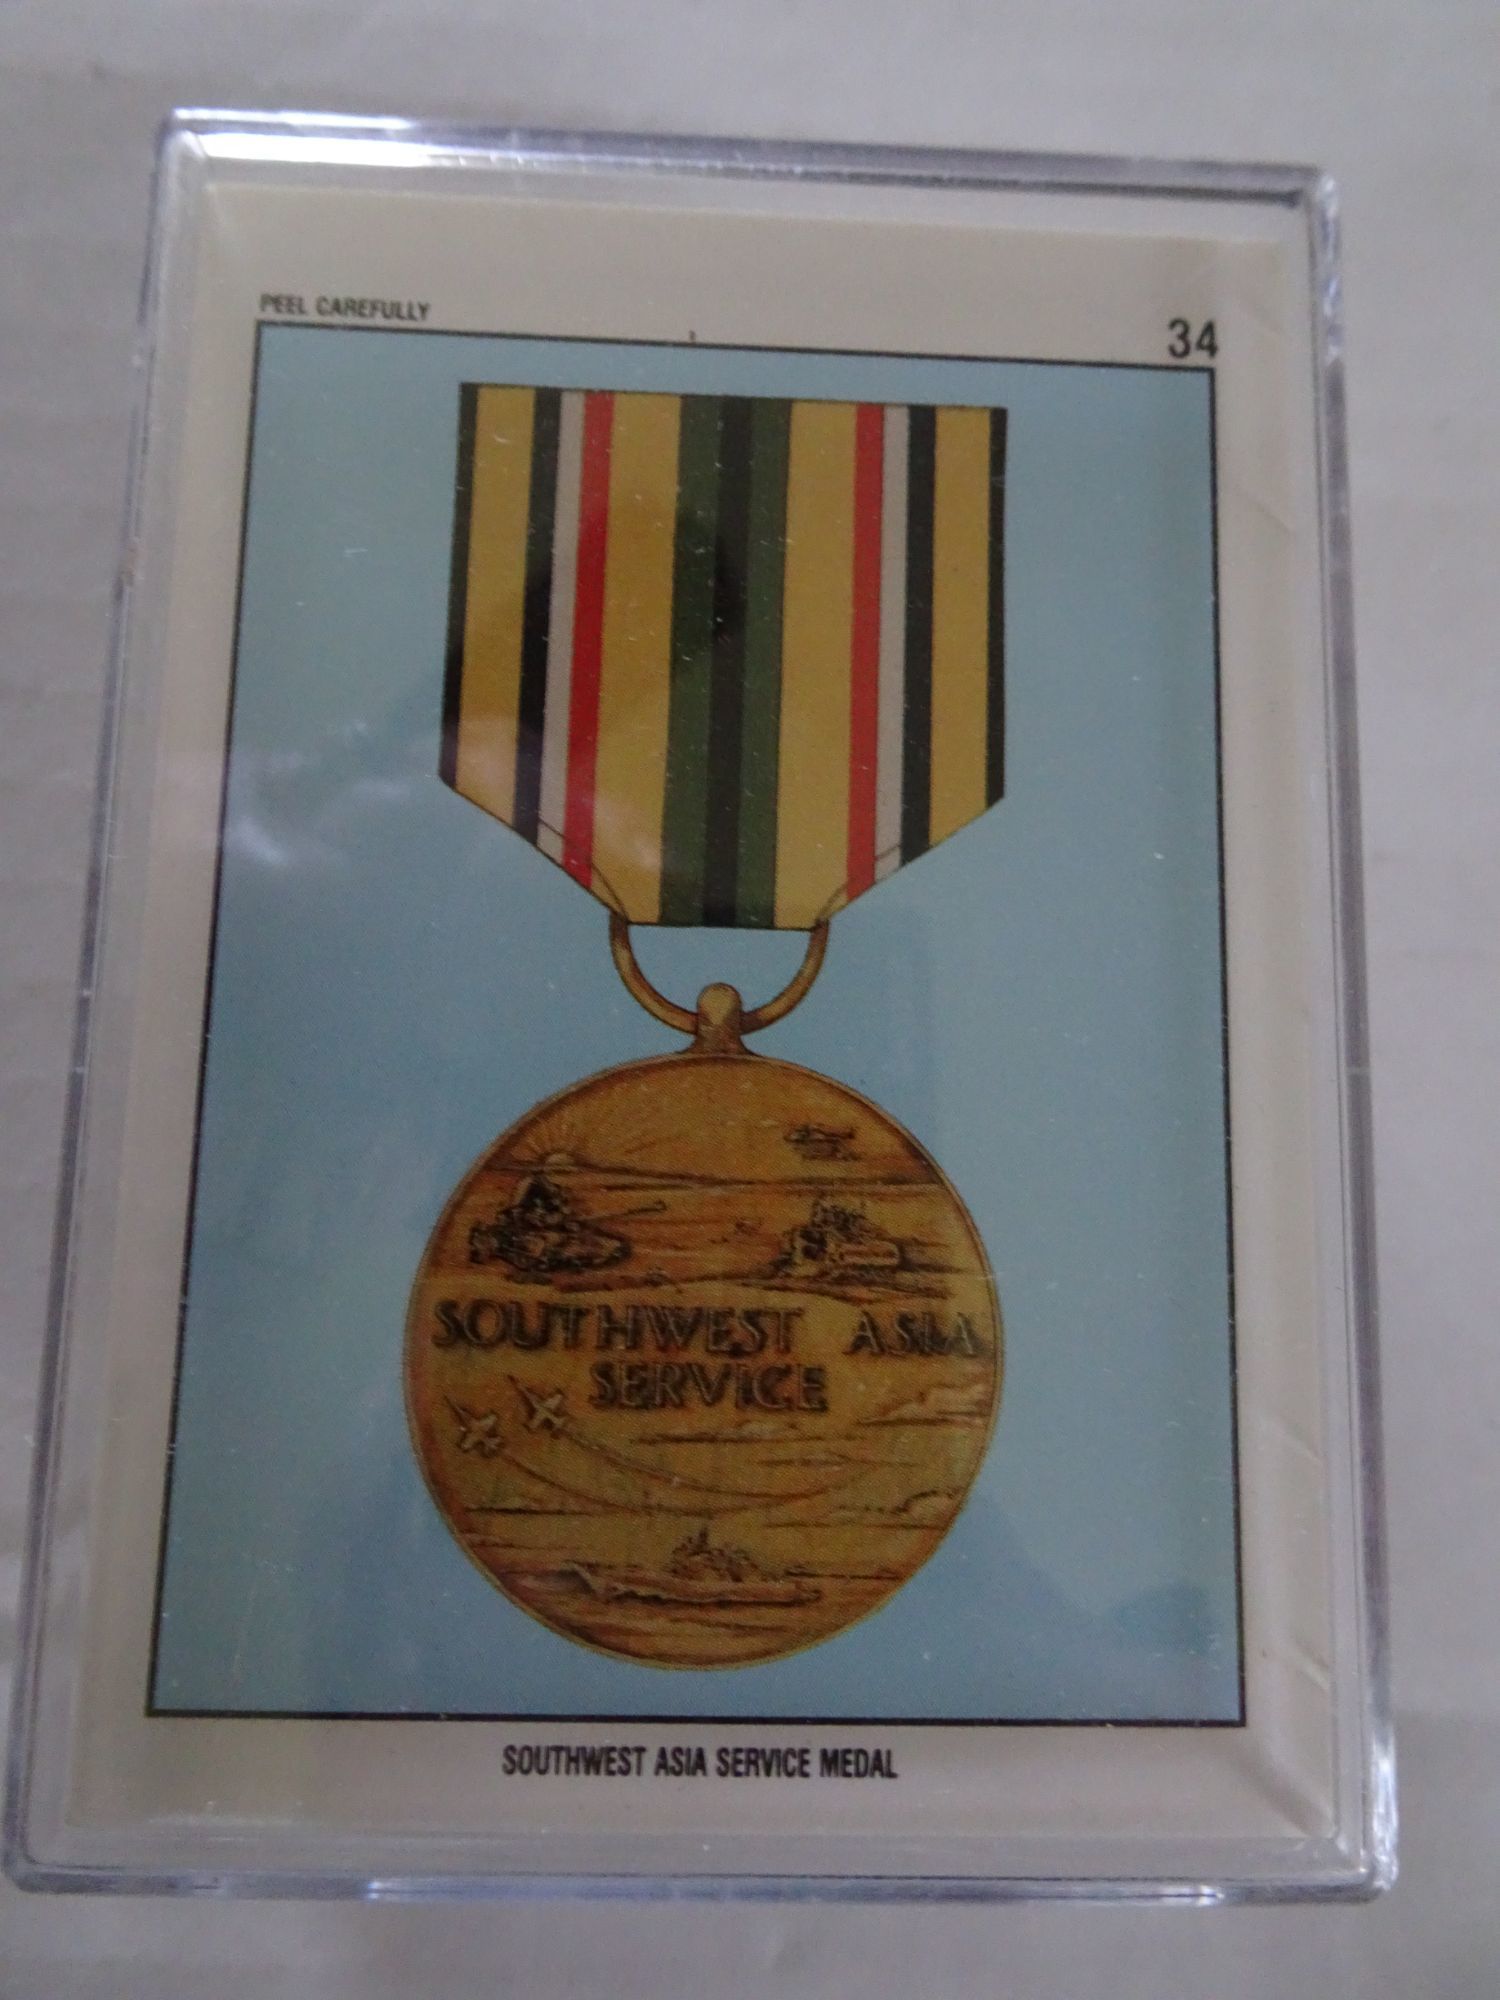 PEEL CAREFULLY
34
SOUTHWEST ASIA
SERVICE
SOUTHWEST ASIA SERVICE MEDAL